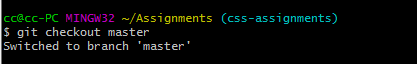 cc@cc-PC MINGW32 ~/Assignments (css-assignments)
$ git checkout master
Switched to branch 'master'